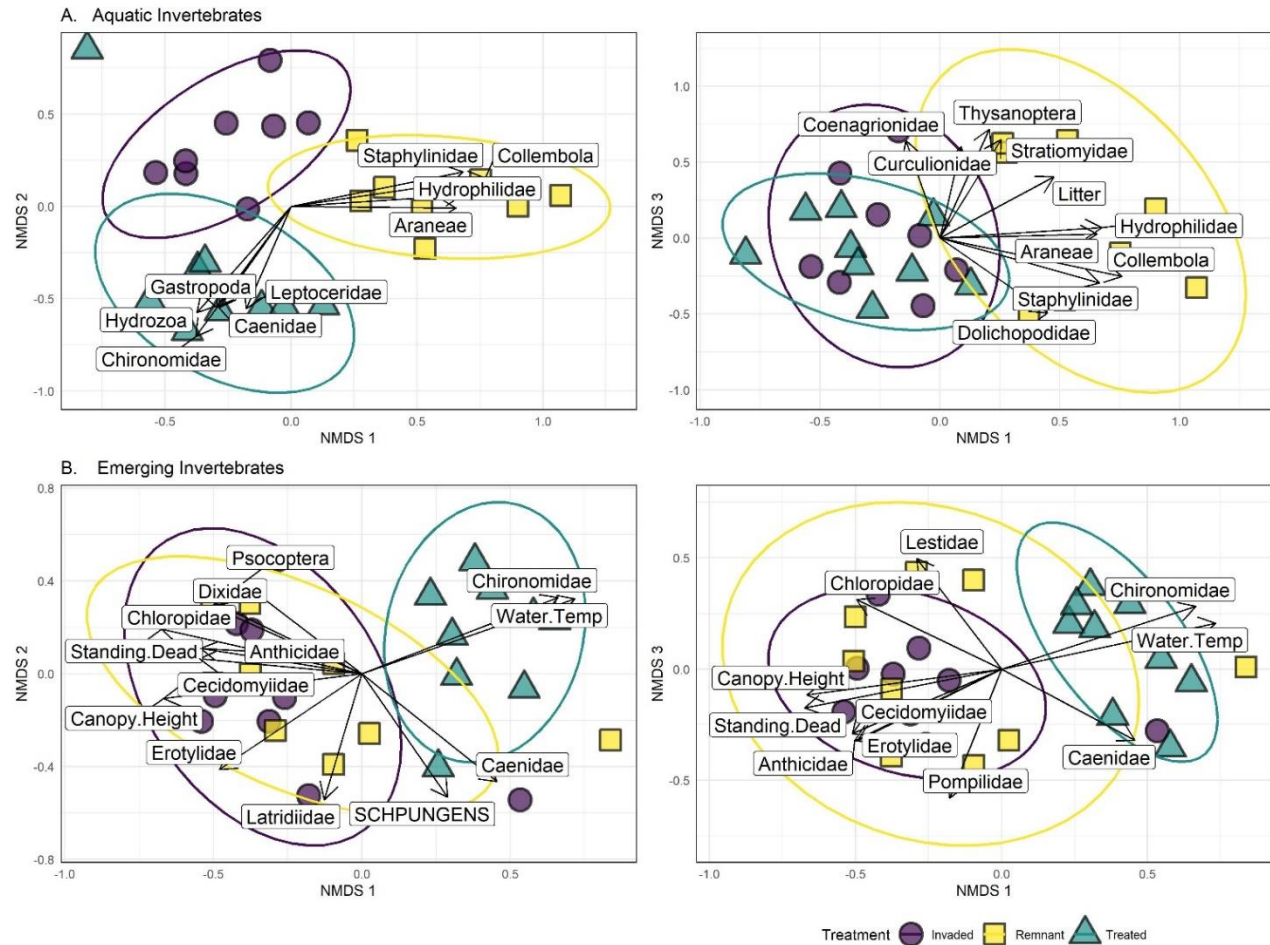 A. Aquatic Invertebrates
NMDS 2
0.5
0.0
-0.5
-1.0
Staphylinidae
Collembola
Hydrophilidae
Araneae
Gastropoda
Leptoceridae
Hydrozoa
Caenidae
Chironomidae
-0.5
0.0
0.5
1.0
NMDS 1
NMDS 3
1.0
0.5
0.0
-0.5
-1.0
Thysanoptera
Coenagrionidae
Stratiomyidae
Curculionidae
Litter
Hydrophilidae
Araneae
Collembola
Staphylinidae
Dolichopodidae
-1.0
-0.5
0.0
0.5
1.0
NMDS 1
B. Emerging Invertebrates
NMDS 2
0.8
0.4
0.0
-0.4
-0.8
Psocoptera
Dixidae
Chironomidae
Chloropidae
Water.Temp
Standing.Dead
Anthicidae
Cecidomyiidae
Canopy.Height
Erotylidae
Caenidae
Latridiidae
SCHPUNGENS
-1.0
-0.5
0.0
0.5
NMDS 1
NMDS 3
0.5
0.0
-0.5
Lestidae
Chloropidae
Chironomidae
Water.Temp
Canopy.Height
Cecidomyiidae
Standing.Dead
Erotylidae
Anthicidae
Caenidae
Pompilidae
-1.0
-0.5
0.0
0.5
NMDS 1
Treatment Invaded Remnant Treated